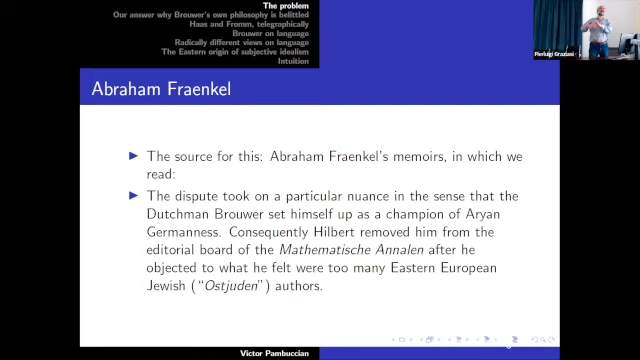 The problem
Our answer why Brouwer's own philosophy is belittled
Haas and Fromm, telegraphically
Brouwer on language
Radically different views on language
The Eastern origin of subjective idealism
Intuition
Pierluigi Graziani
Abraham Fraenkel
The source for this: Abraham Fraenkel's memoirs, in which we
read:
The dispute took on a particular nuance in the sense that the
Dutchman Brouwer set himself up as a champion of Aryan
Germanness. Consequently Hilbert removed him from the
editorial board of the Mathematische Annalen after he
objected to what he felt were too many Eastern European
Jewish (“Ostjuden”) authors.
Victor Pambuccian